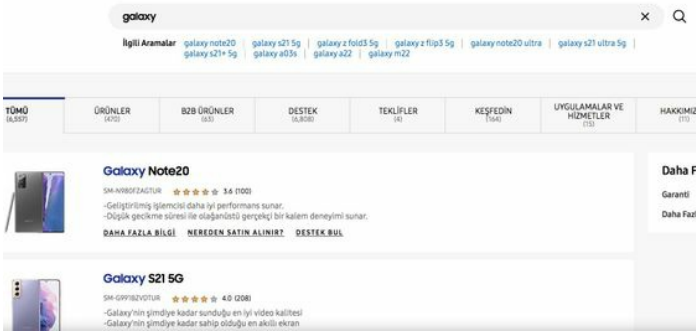 galaxy
İlgili Aramalar galaxy note20 | galaxy s21 5g | galaxy z fold3 5g | galaxy z flip3 5g | galaxy note20 ultra | galaxy s21 ultra 5g |
galaxy s21+ 5g | galaxy a03s | galaxy a22 | galaxy m22
TÜMÜ ÜRÜNLER B2B ÜRÜNLER DESTEK TEKLİFLER KEŞFEDİN UYGULAMALAR VE HİZMETLER HAKKIMIZ
(6,557) (470) (63) (6,808) (4) (164) (15) (11)
Galaxy Note20
SM-N980FZAGTUR 3.6 (100)
-Geliştirilmiş işlemcisi daha iyi performans sunar.
-Düşük gecikme süresi ile olağanüstü gerçekçi bir kalem deneyimi sunar.
DAHA FAZLA BİLGİ NEREDEN SATIN ALINIR? DESTEK BUL
Daha F
Garanti
Daha Fazl
Galaxy S21 5G
SM-G991BZVDTUR 4.0 (208)
-Galaxy'nin şimdiye kadar sunduğu en iyi video kalitesi
-Galaxy'nin şimdiye kadar sahip olduğu en akıllı ekran